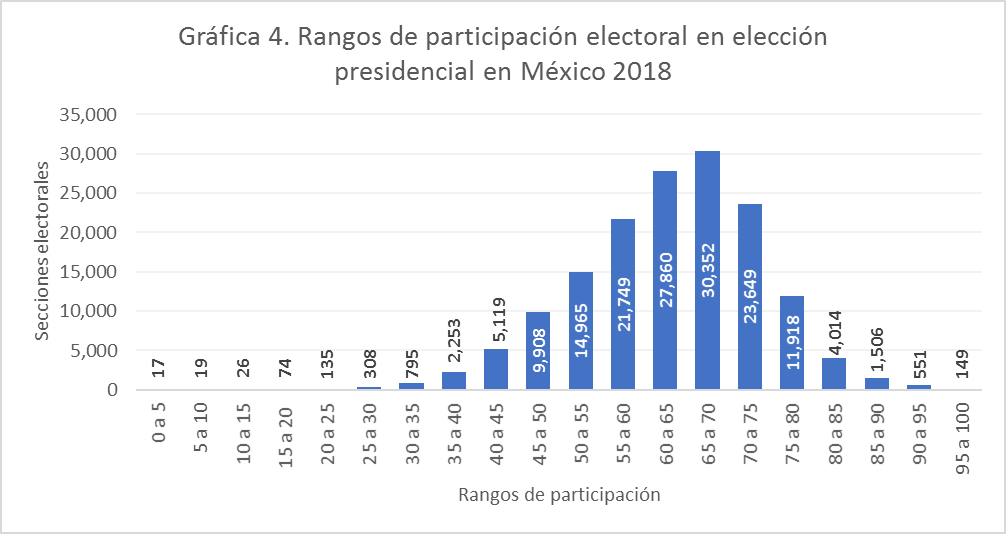 Gráfica 4. Rangos de participación electoral en elección
presidencial en México 2018
35,000
30,000
25,000
20,000
15,000
10,000
5,000
0
Secciones electorales
17
19
26
74
135
308
795
2,253
5,119
9,908
14,965
21,749
27,860
30,352
23,649
11,918
4,014
1,506
551
149
0 a 5
5 a 10
10 a 15
15 a 20
20 a 25
25 a 30
30 a 35
35 a 40
40 a 45
45 a 50
50 a 55
55 a 60
60 a 65
65 a 70
70 a 75
75 a 80
80 a 85
85 a 90
90 a 95
95 a 100
Rangos de participación